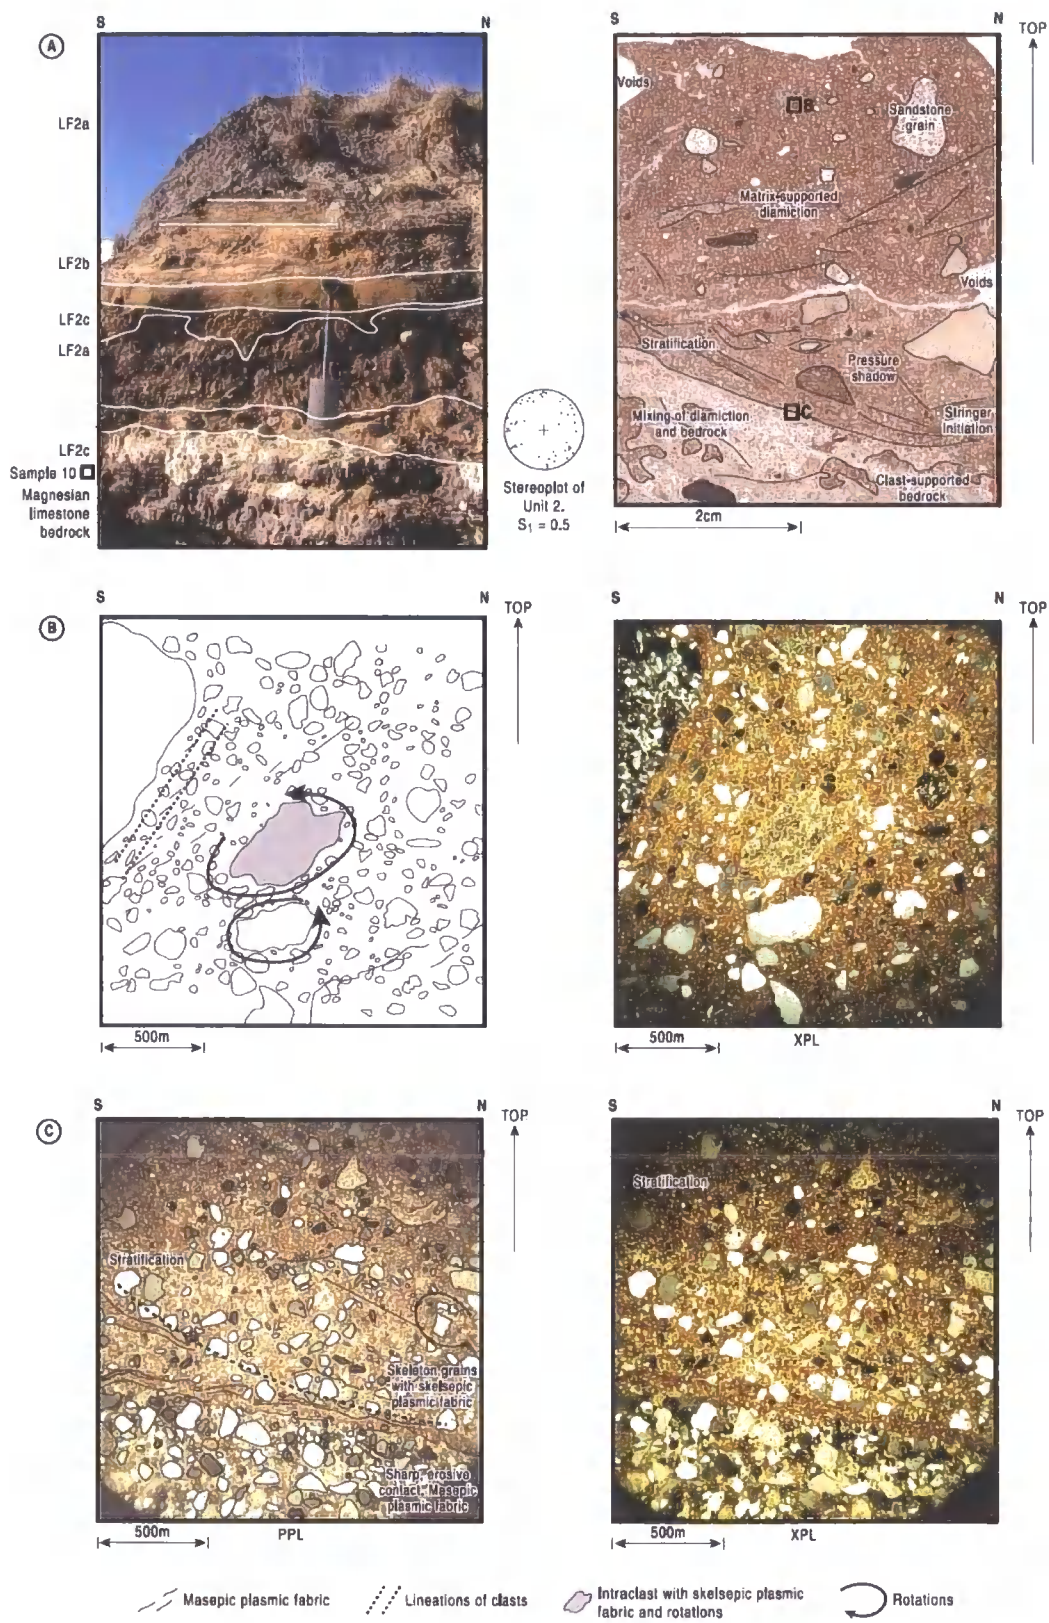 S N
A
LF2a
LF2b
LF2c
LF2a
LF2c
Sample 10
Magnesian
limestone
bedrock
Stereoplot of
Unit 2.
S1 = 0.5
S N
TOP
Voids
B
Sandstone
grain
Matrix-supported
diamiction
Voids
Stratification
Pressure
shadow
C
Mixing of diamiction
and bedrock
Stringer
initiation
Clast-supported
bedrock
2cm
S N
TOP
B
500m
S N
TOP
500m
XPL
S N
TOP
C
Stratification
Skeleton grains
with skelsepic
plasmic fabric
Sharp, erosive
contact. Masepic
plasmic fabric
500m
PPL
S N
TOP
Stratification
500m
XPL
Masepic plasmic fabric
Lineations of clasts
Intraclast with skelsepic plasmic
fabric and rotations
Rotations